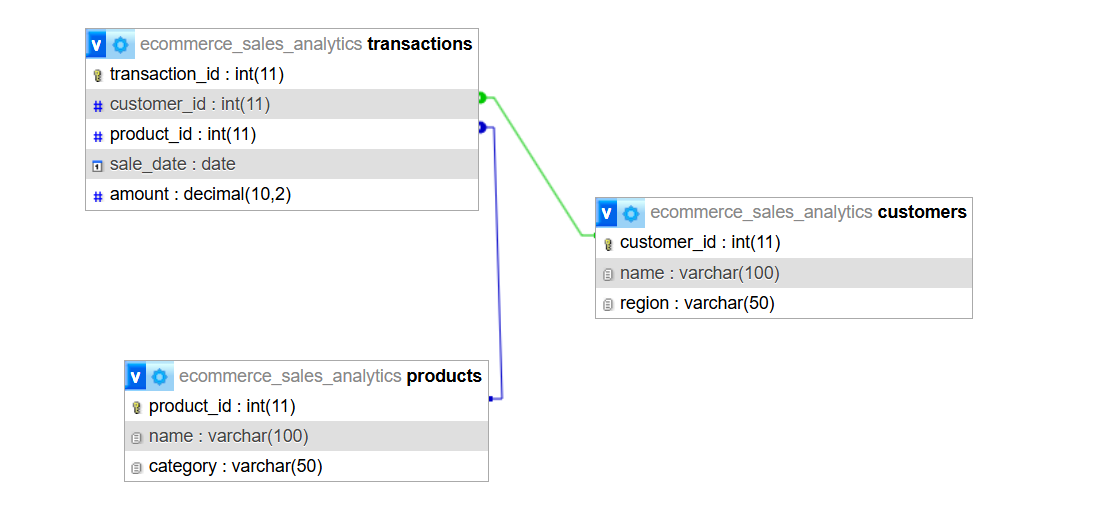 v ecommerce_sales_analytics transactions
transaction_id : int(11)
# customer_id : int(11)
# product_id : int(11)
sale_date : date
# amount : decimal(10,2)
v ecommerce_sales_analytics customers
customer_id : int(11)
name : varchar(100)
region : varchar(50)
v ecommerce_sales_analytics products
product_id : int(11)
name : varchar(100)
category : varchar(50)